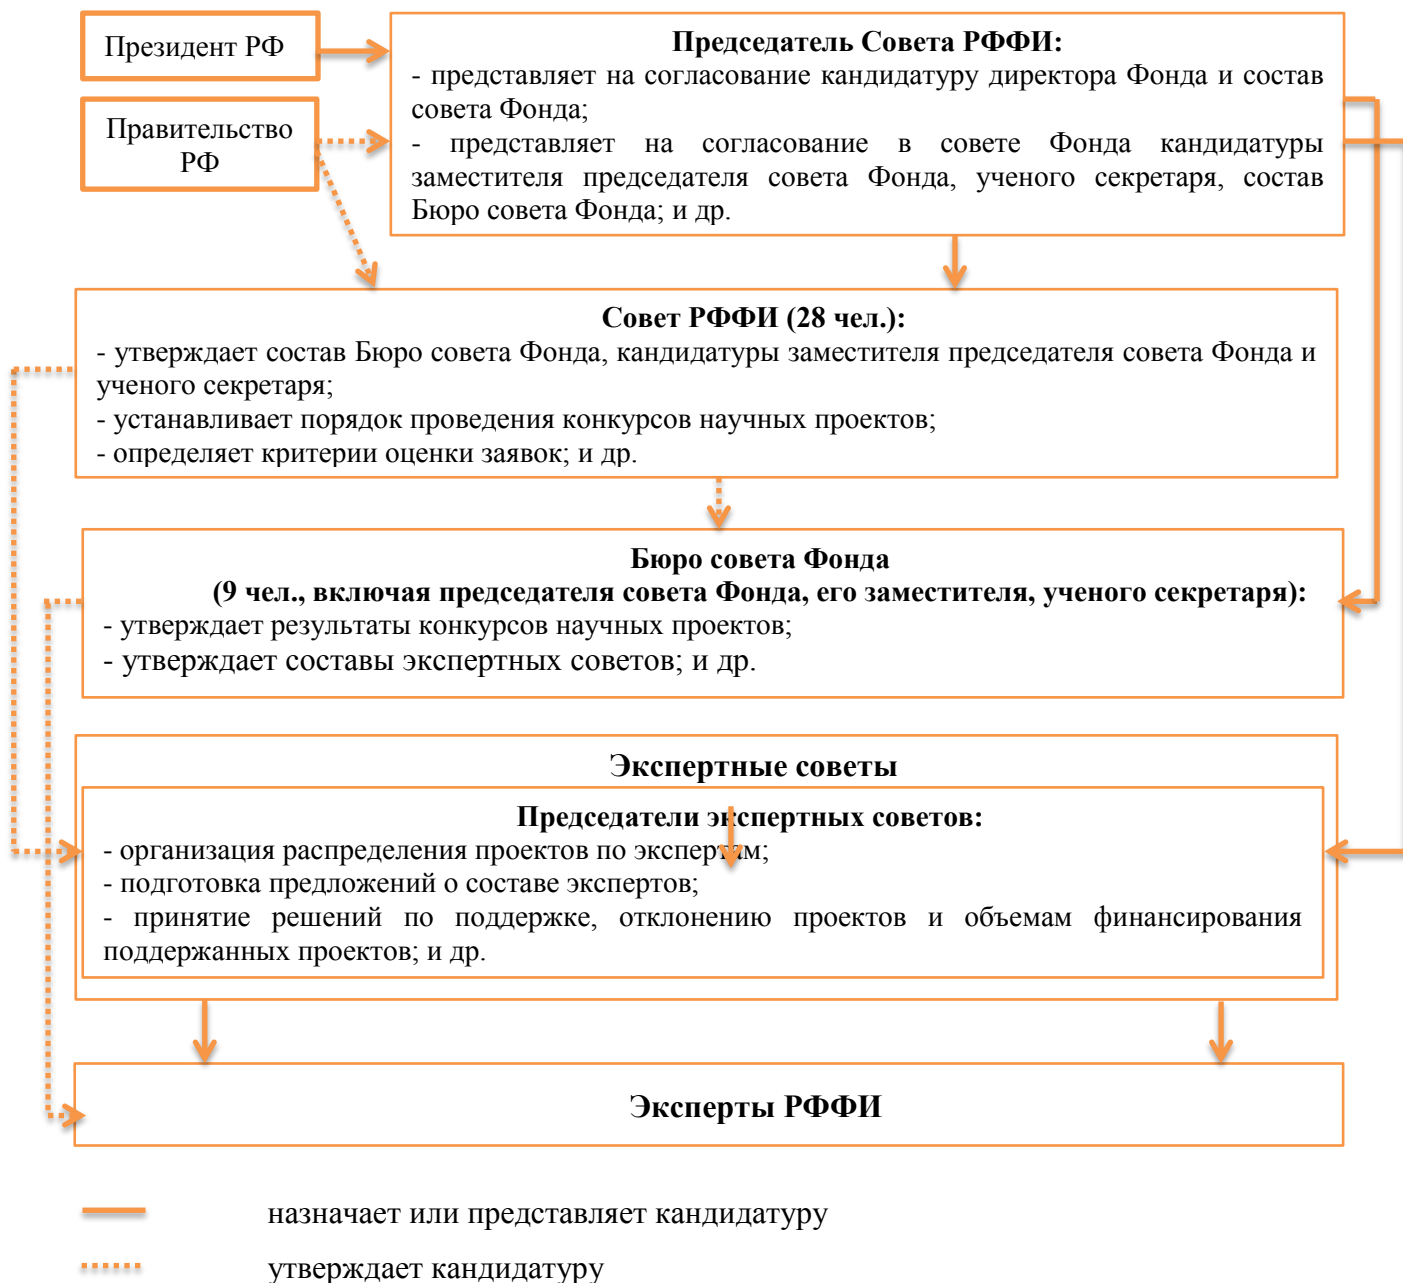 Президент РФ
Правительство
РФ
Председатель Совета РФФИ:
- представляет на согласование кандидатуру директора Фонда и состав
совета Фонда;
- представляет на согласование в совете Фонда кандидатуры
заместителя председателя совета Фонда, ученого секретаря, состав
Бюро совета Фонда; и др.
Совет РФФИ (28 чел.):
- утверждает состав Бюро совета Фонда, кандидатуры заместителя председателя совета Фонда и
ученого секретаря;
- устанавливает порядок проведения конкурсов научных проектов;
- определяет критерии оценки заявок; и др.
Бюро совета Фонда
(9 чел., включая председателя совета Фонда, его заместителя, ученого секретаря):
- утверждает результаты конкурсов научных проектов;
- утверждает составы экспертных советов; и др.
Экспертные советы
Председатели экспертных советов:
- организация распределения проектов по экспертам;
- подготовка предложений о составе экспертов;
- принятие решений по поддержке, отклонению проектов и объемам финансирования
поддержанных проектов; и др.
Эксперты РФФИ
назначает или представляет кандидатуру
утверждает кандидатуру